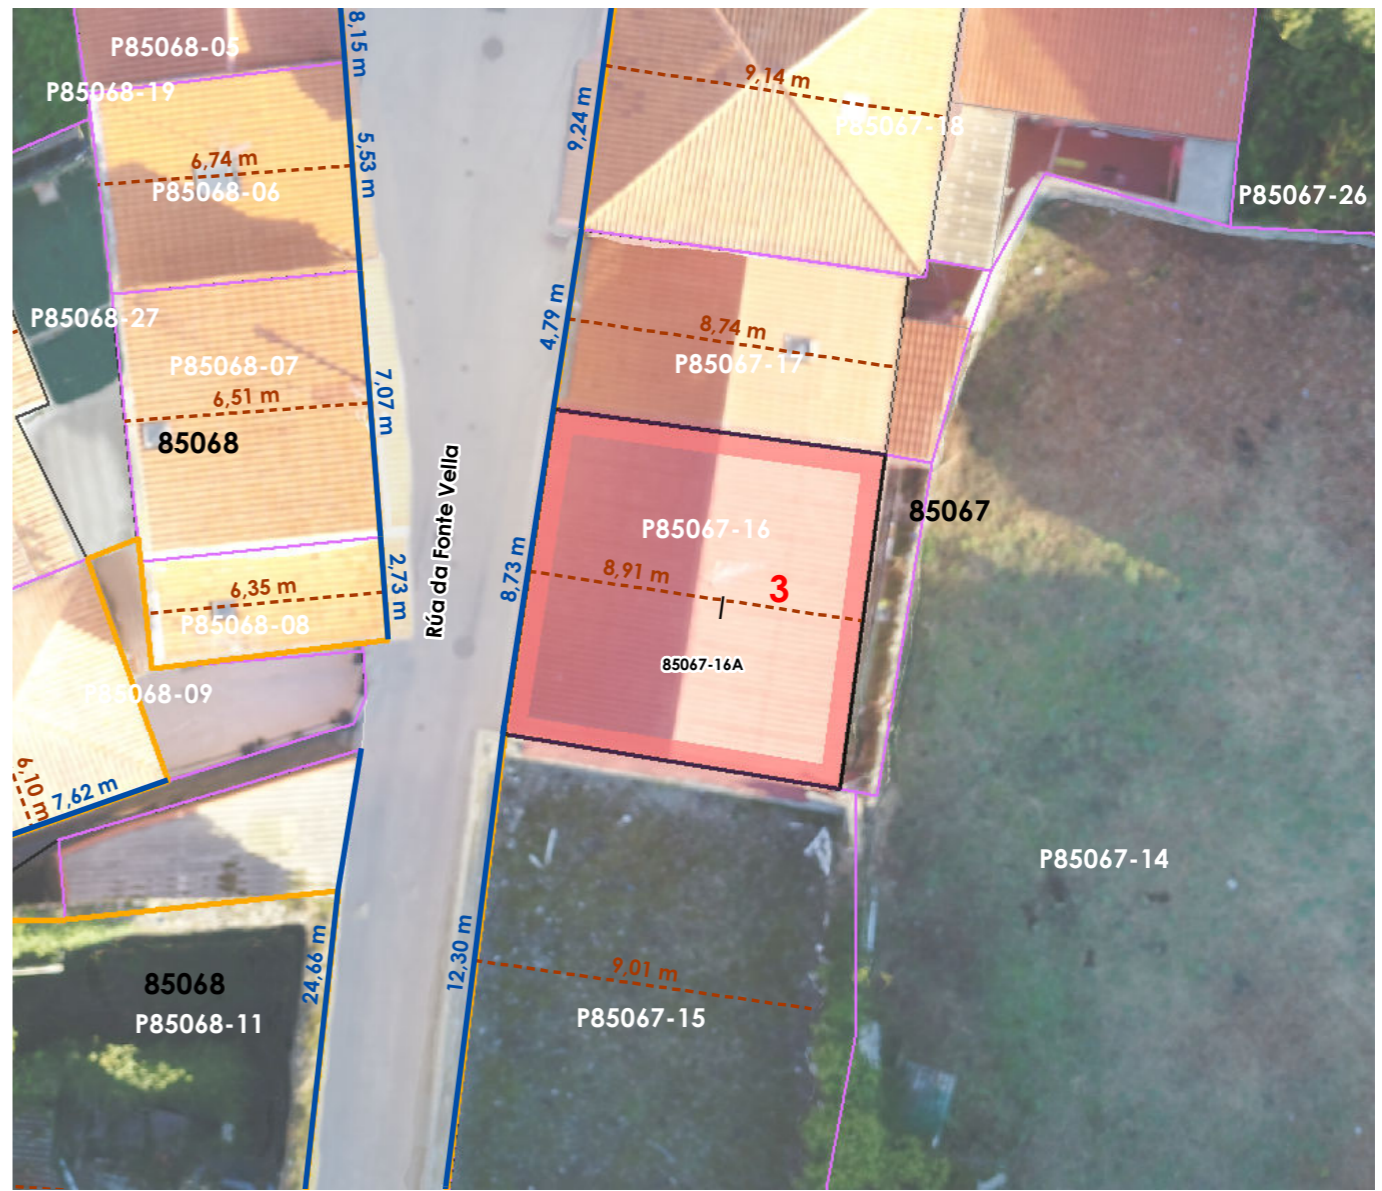 P85068-05
8,15 m
P85068-19
9,14 m
9,24 m
P85067-18
6,74 m
5,53 m
P85068-06
P85067-26
P85068-27
4,79 m
8,74 m
P85067-17
P85068-07
6,51 m
7,07 m
85068
Rúa da Fonte Vella
85067
P85067-16
8,73 m
8,91 m
3
I
6,35 m
2,73 m
P85068-08
85067-16A
P85068-09
6,10 m
7,62 m
P85067-14
24,66 m
12,30 m
9,01 m
85068
P85068-11
P85067-15